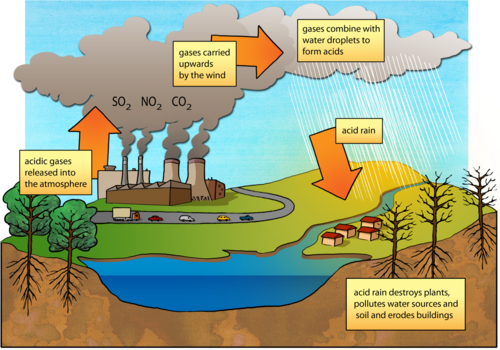 gases combine with
water droplets to
form acids
gases carried
upwards
by the wind
SO₂ NO₂ CO₂
acid rain
acidic gases
released into
the atmosphere
acid rain destroys plants,
pollutes water sources and
soil and erodes buildings